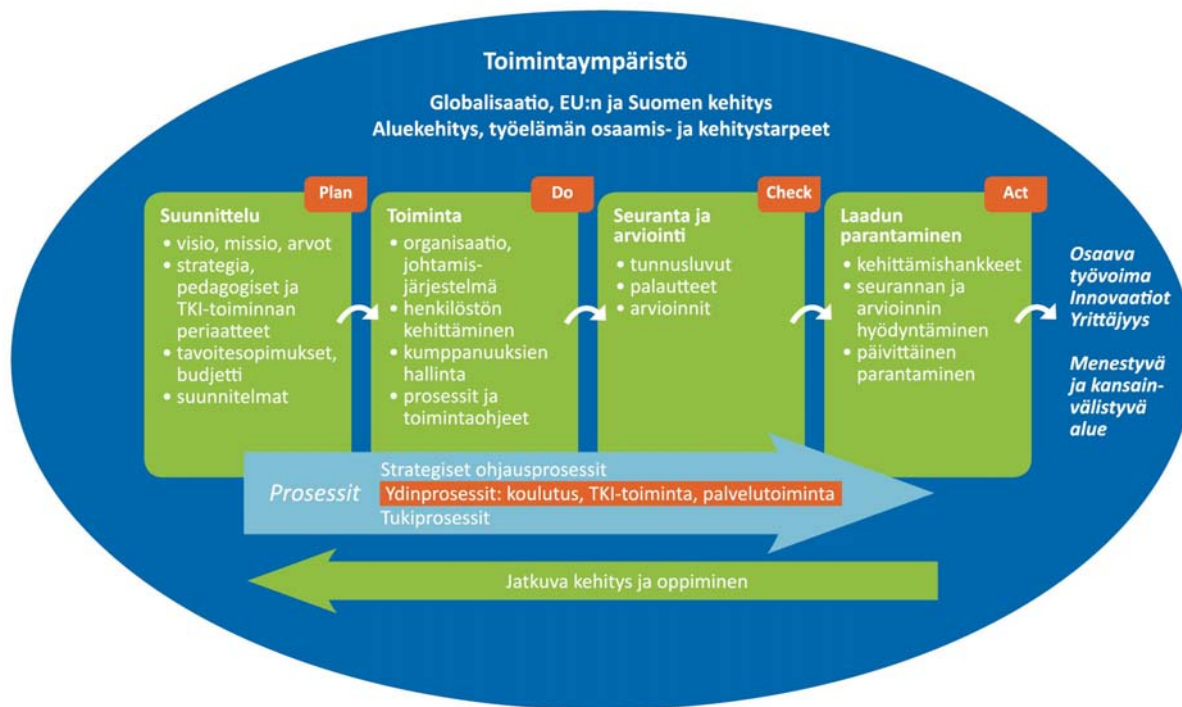 Toimintaympäristö
Globalisaatio, EU:n ja Suomen kehitys
Aluekehitys, työelämän osaamis- ja kehitystarpeet
Plan
Suunnittelu
• visio, missio, arvot
• strategia,
pedagogiset ja
TKI-toiminnan
periaatteet
• tavoitesopimukset,
budjetti
• suunnitelmat
Do
Toiminta
• organisaatio,
johtamis-
järjestelmä
• henkilöstön
kehittäminen
• kumppanuuksien
hallinta
• prosessit ja
toimintaohjeet
Check
Seuranta ja
arviointi
• tunnusluvut
• palautteet
• arvioinnit
Act
Laadun
parantaminen
• kehittämishankkeet
• seurannan ja
arvioinnin
hyödyntäminen
• päivittäinen
parantaminen
Osaava
työvoima
Innovaatiot
Yrittäjyys
Menestyvä
ja kansain-
välistyvä
alue
Prosessit
Strategiset ohjausprosessit
Ydinprosessit: koulutus, TKI-toiminta, palvelutoiminta
Tukiprosessit
Jatkuva kehitys ja oppiminen